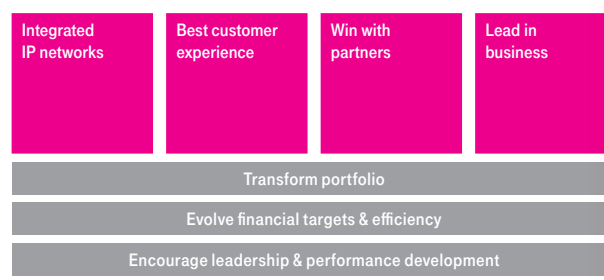 Integrated
IP networks
Best customer
experience
Win with
partners
Lead in
business
Transform portfolio
Evolve financial targets & efficiency
Encourage leadership & performance development